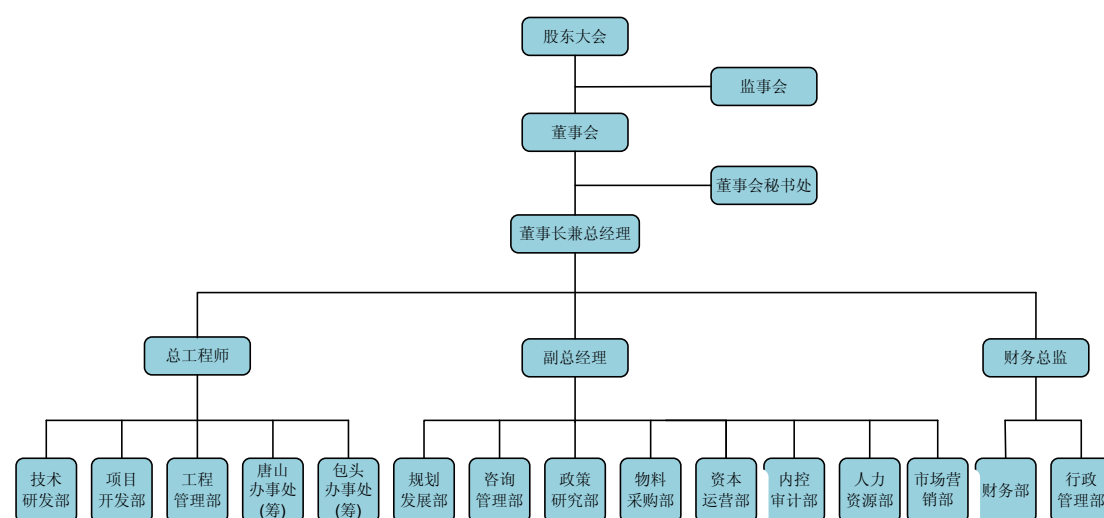 股东大会
监事会
董事会
董事会秘书处
董事长兼总经理
总工程师
副总经理
财务总监
技术
研发部
项目
开发部
工程
管理部
唐山
办事处
(筹)
包头
办事处
(筹)
规划
发展部
咨询
管理部
政策
研究部
物料
采购部
资本
运营部
内控
审计部
人力
资源部
市场营
销部
财务部
行政
管理部